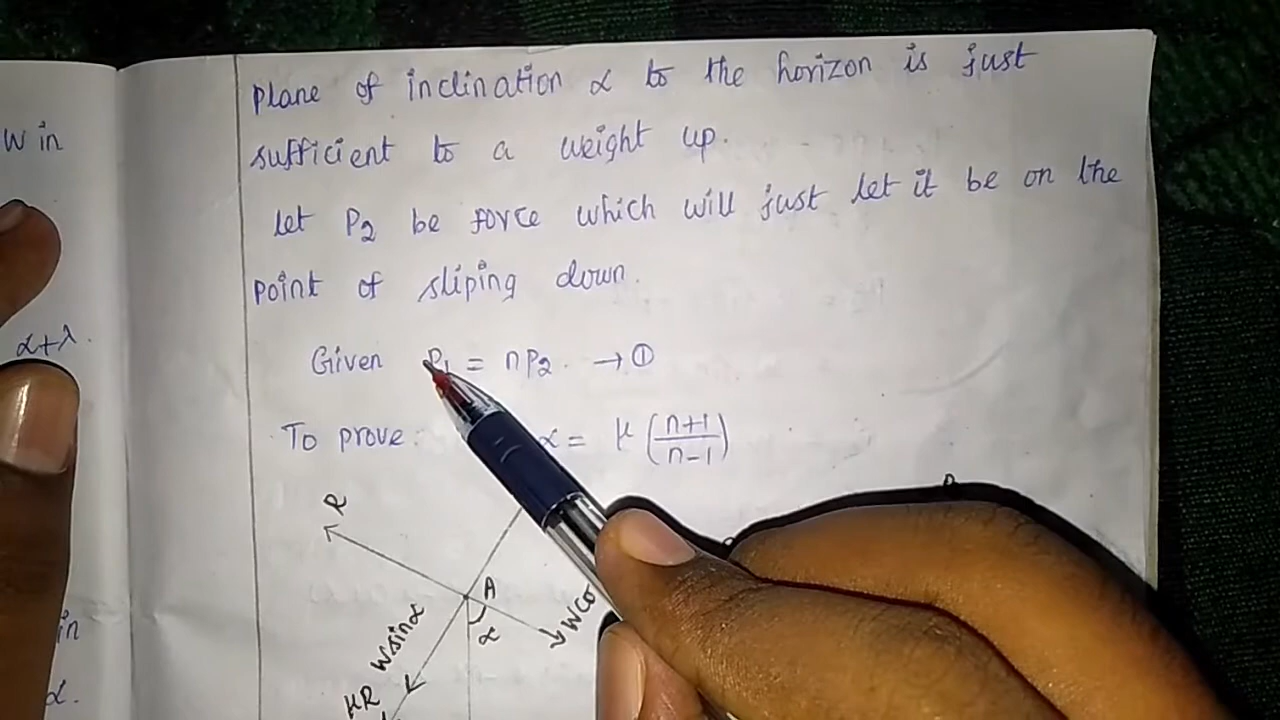 W in
α+λ.
in
α.
plane of inclination α to the horizon is just
sufficient to a weight up.
let P2 be force which will just let it be on the
point of sliping down.
Given P1 = nP2. → ①
To prove: α = μ (n+1/n-1)
R
A
α
W sinα
μR